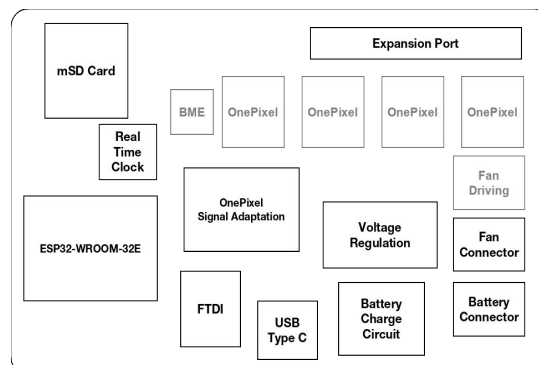 Expansion Port
mSD Card
BME
OnePixel
OnePixel
OnePixel
OnePixel
Real
Time
Clock
Fan
Driving
OnePixel
Signal Adaptation
Voltage
Regulation
ESP32-WROOM-32E
Fan
Connector
FTDI
USB
Type C
Battery
Charge
Circuit
Battery
Connector